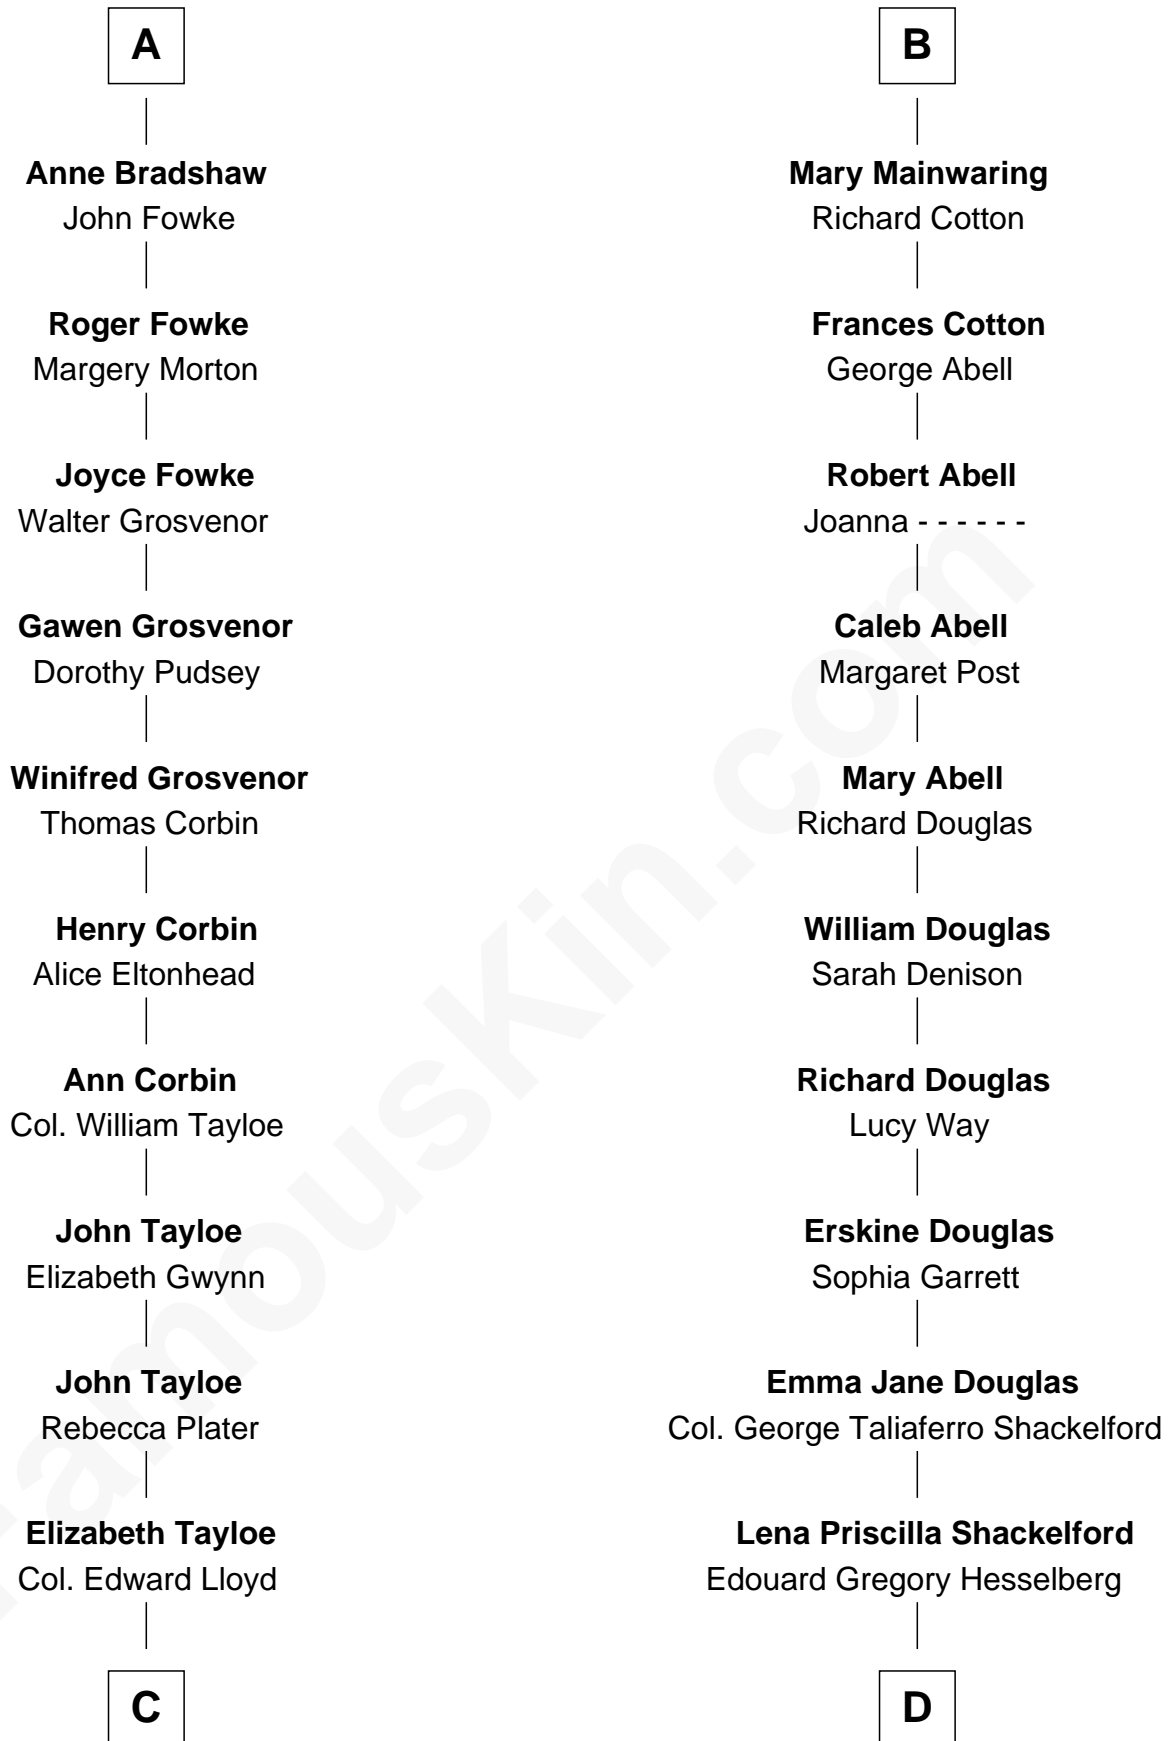 A
Anne Bradshaw
John Fowke
Roger Fowke
Margery Morton
Joyce Fowke
Walter Grosvenor
Gawen Grosvenor
Dorothy Pudsey
Winifred Grosvenor
Thomas Corbin
Henry Corbin
Alice Eltonhead
Ann Corbin
Col. William Tayloe
John Tayloe
Elizabeth Gwynn
John Tayloe
Rebecca Plater
Elizabeth Tayloe
Col. Edward Lloyd
C
B
Mary Mainwaring
Richard Cotton
Frances Cotton
George Abell
Robert Abell
Joanna - - - - - -
Caleb Abell
Margaret Post
Mary Abell
Richard Douglas
William Douglas
Sarah Denison
Richard Douglas
Lucy Way
Erskine Douglas
Sophia Garrett
Emma Jane Douglas
Col. George Taliaferro Shackelford
Lena Priscilla Shackelford
Edouard Gregory Hesselberg
D
FamousKin.com